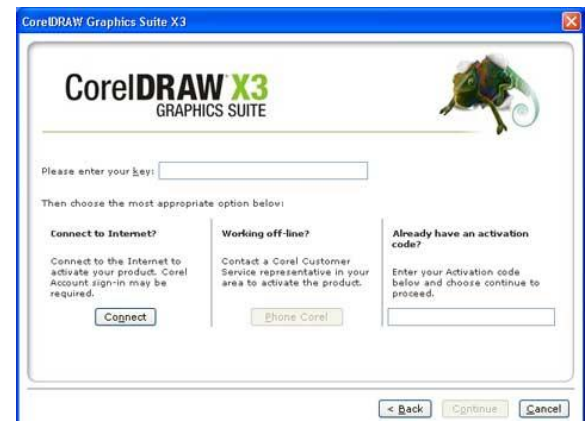 CorelDRAW Graphics Suite X3
CorelDRAW X3
GRAPHICS SUITE
Please enter your key:
Then choose the most appropriate option below:
Connect to Internet?
Connect to the Internet to
activate your product. Corel
Account sign-in may be
required.
Connect
Working off-line?
Contact a Corel Customer
Service representative in your
area to activate the product.
Phone Corel
Already have an activation
code?
Enter your Activation code
below and choose continue to
proceed.
< Back
Continue
Cancel